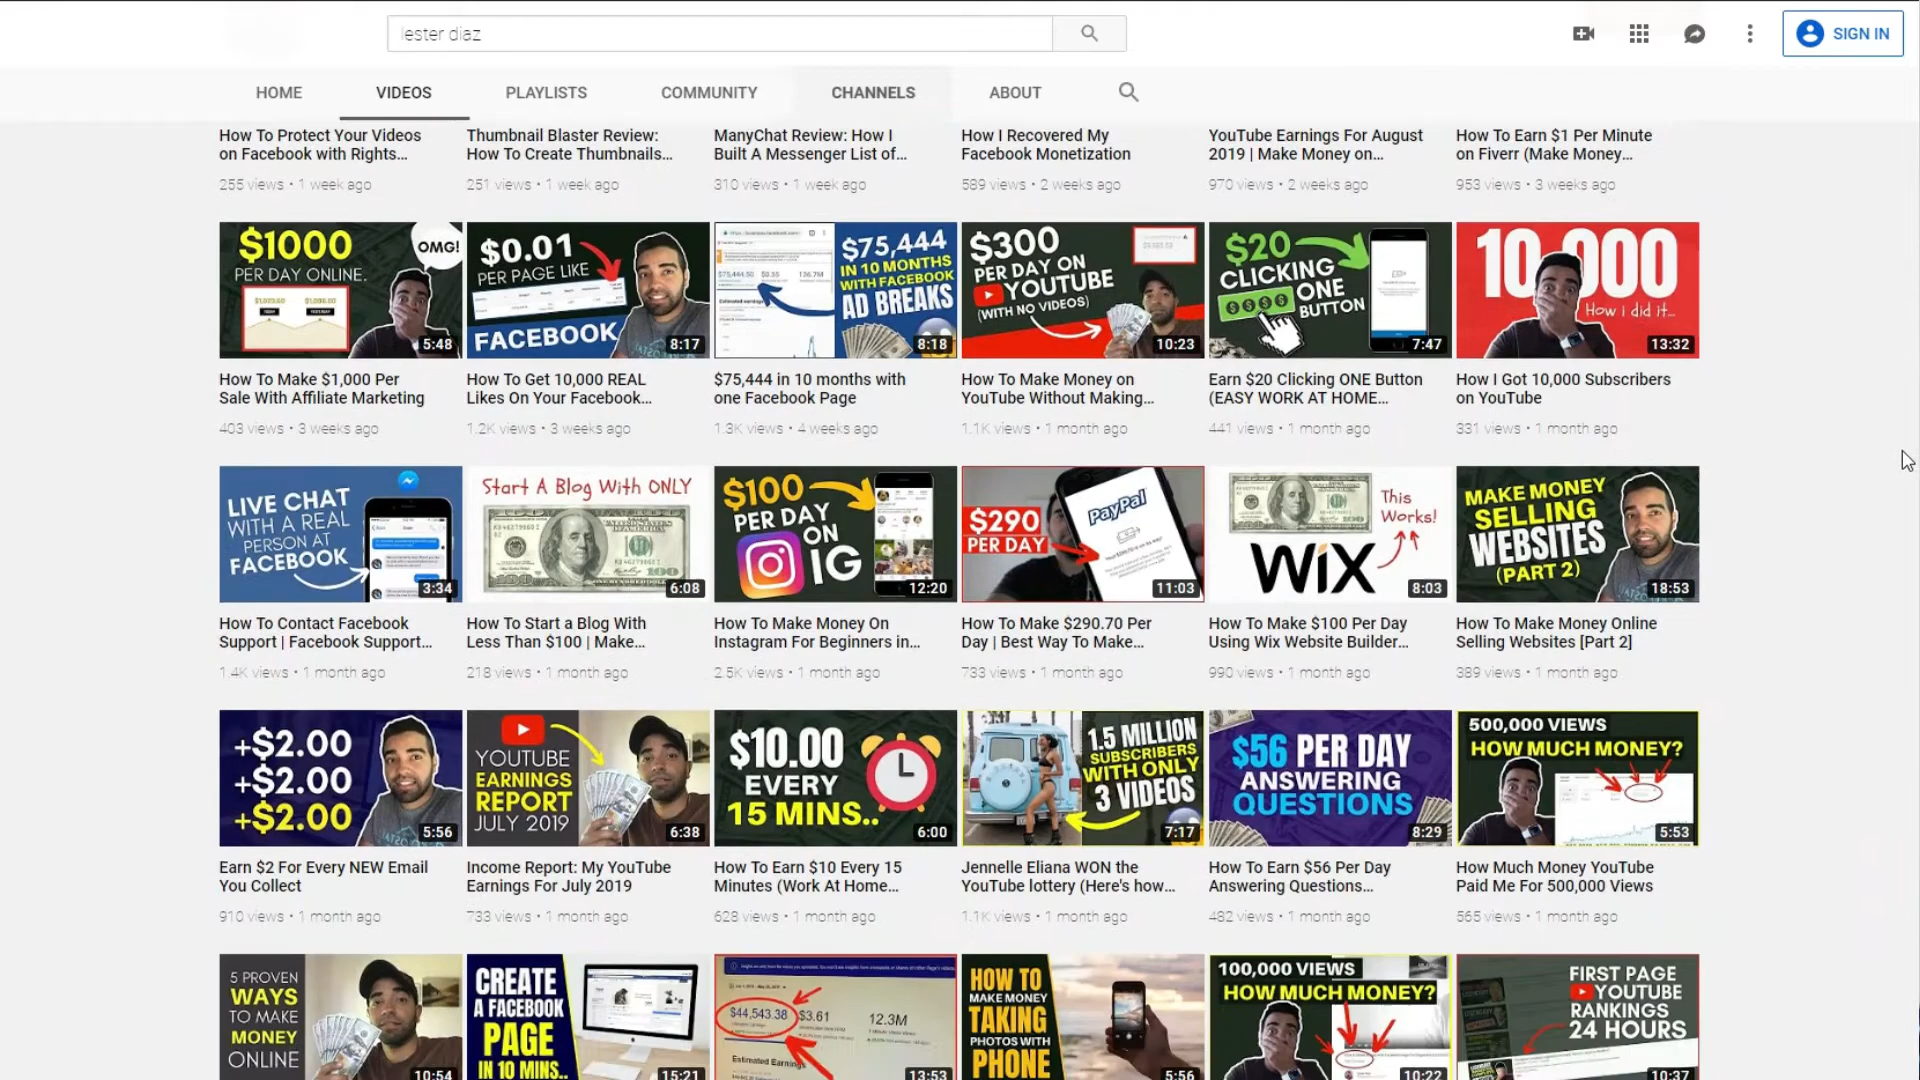 lester diaz
SIGN IN
HOME
VIDEOS
PLAYLISTS
COMMUNITY
CHANNELS
ABOUT
How To Protect Your Videos
on Facebook with Rights...
255 views • 1 week ago
Thumbnail Blaster Review:
How To Create Thumbnails...
251 views • 1 week ago
ManyChat Review: How I
Built A Messenger List of...
310 views • 1 week ago
How I Recovered My
Facebook Monetization
589 views • 2 weeks ago
YouTube Earnings For August
2019 | Make Money on...
970 views • 2 weeks ago
How To Earn $1 Per Minute
on Fiverr (Make Money...
953 views • 3 weeks ago
$1000
PER DAY ONLINE.
OMG!
5:48
How To Make $1,000 Per
Sale With Affiliate Marketing
403 views • 3 weeks ago
$0.01
PER PAGE LIKE
FACEBOOK
8:17
How To Get 10,000 REAL
Likes On Your Facebook...
1.2K views • 3 weeks ago
$75,444
IN 10 MONTHS
WITH FACEBOOK
AD BREAKS
8:18
$75,444 in 10 months with
one Facebook Page
1.3K views • 4 weeks ago
$300
PER DAY ON
YOUTUBE
(WITH NO VIDEOS)
10:23
How To Make Money on
YouTube Without Making...
1.1K views • 1 month ago
$20
CLICKING
ONE
BUTTON
7:47
Earn $20 Clicking ONE Button
(EASY WORK AT HOME...
441 views • 1 month ago
10,000
How i did it...
13:32
How I Got 10,000 Subscribers
on YouTube
331 views • 1 month ago
LIVE CHAT
WITH A REAL
PERSON AT
FACEBOOK
3:34
How To Contact Facebook
Support | Facebook Support...
1.4K views • 1 month ago
Start A Blog With ONLY
6:08
How To Start a Blog With
Less Than $100 | Make...
218 views • 1 month ago
$100
PER DAY
ON
IG
12:20
How To Make Money On
Instagram For Beginners in...
2.5K views • 1 month ago
$290
PER DAY
PayPal
11:03
How To Make $290.70 Per
Day | Best Way To Make...
733 views • 1 month ago
This
Works!
WiX
8:03
How To Make $100 Per Day
Using Wix Website Builder...
990 views • 1 month ago
MAKE MONEY
SELLING
WEBSITES
(PART 2)
18:53
How To Make Money Online
Selling Websites [Part 2]
389 views • 1 month ago
+$2.00
+$2.00
+$2.00
5:56
Earn $2 For Every NEW Email
You Collect
910 views • 1 month ago
YOUTUBE
EARNINGS
REPORT
JULY 2019
6:38
Income Report: My YouTube
Earnings For July 2019
733 views • 1 month ago
$10.00
EVERY
15 MINS..
6:00
How To Earn $10 Every 15
Minutes (Work At Home...
628 views • 1 month ago
1.5 MILLION
SUBSCRIBERS
WITH ONLY
3 VIDEOS
7:17
Jennelle Eliana WON the
YouTube lottery (Here's how...
1.1K views • 1 month ago
$56 PER DAY
ANSWERING
QUESTIONS
8:29
How To Earn $56 Per Day
Answering Questions...
482 views • 1 month ago
500,000 VIEWS
HOW MUCH MONEY?
5:53
How Much Money YouTube
Paid Me For 500,000 Views
565 views • 1 month ago
5 PROVEN
WAYS
TO MAKE
MONEY
ONLINE
10:54
CREATE
A FACEBOOK
PAGE
IN 10 MINS..
15:21
$44,543.38
$3.61
12.3M
Estimated Earnings
13:53
HOW TO
MAKE MONEY
TAKING
PHOTOS WITH
PHONE
5:56
100,000 VIEWS
HOW MUCH MONEY?
10:22
FIRST PAGE
YOUTUBE
RANKINGS
24 HOURS
10:37